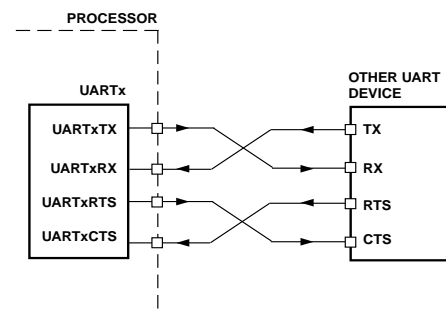 PROCESSOR
UARTx
UARTxTX
UARTxRX
UARTxRTS
UARTxCTS
OTHER UART
DEVICE
TX
RX
RTS
CTS